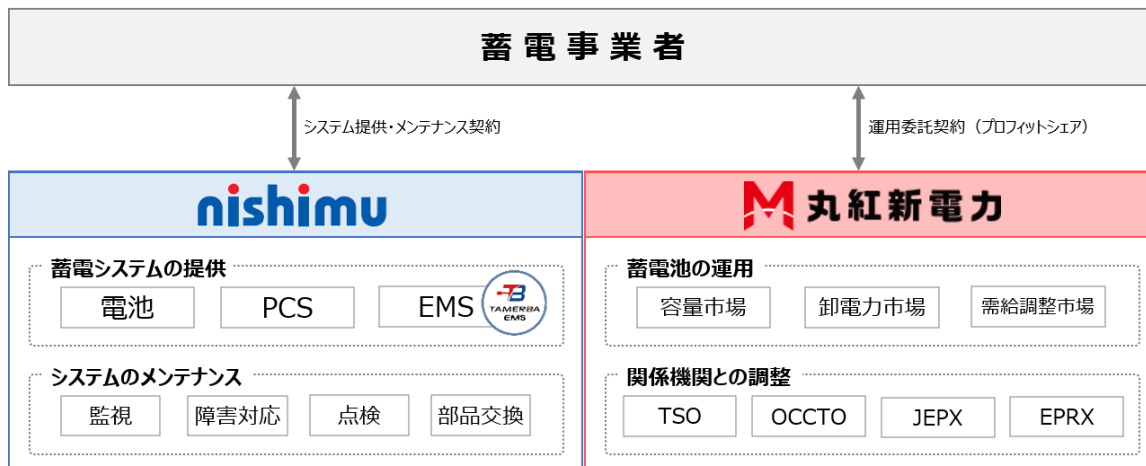 蓄電事業者
システム提供・メンテナンス契約
運用委託契約（プロフィットシェア）
nishimu
丸紅新電力
蓄電システムの提供
電池
PCS
EMS
TB
TAMERBA
EMS
システムのメンテナンス
監視
障害対応
点検
部品交換
蓄電池の運用
容量市場
卸電力市場
需給調整市場
関係機関との調整
TSO
OCCTO
JEPX
EPRX